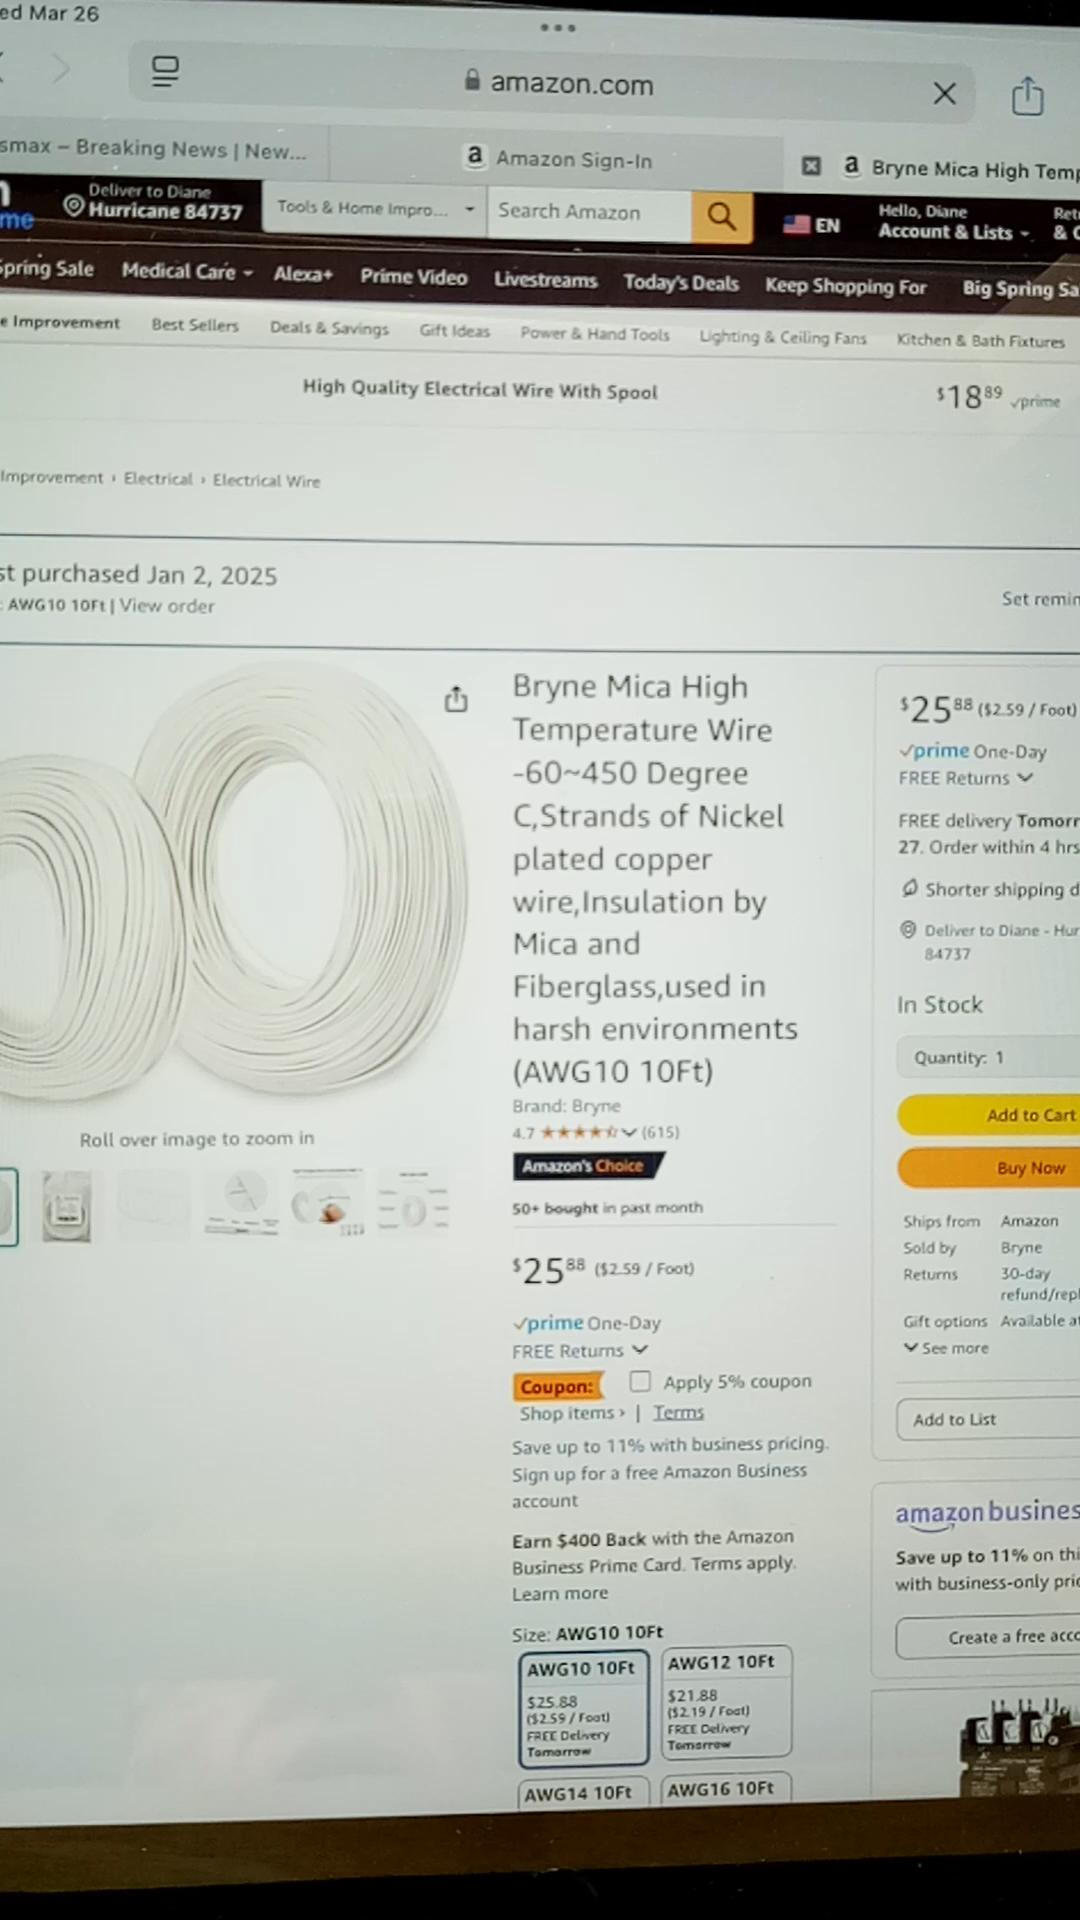 ed Mar 26
amazon.com
smax – Breaking News | New...
Amazon Sign-In
Bryne Mica High Temp
me
Deliver to Diane
Hurricane 84737
Tools & Home Impro...
Search Amazon
EN
Hello, Diane
Account & Lists
Ret
& O
Spring Sale
Medical Care
Alexa+
Prime Video
Livestreams
Today's Deals
Keep Shopping For
Big Spring Sa
e Improvement
Best Sellers
Deals & Savings
Gift Ideas
Power & Hand Tools
Lighting & Ceiling Fans
Kitchen & Bath Fixtures
High Quality Electrical Wire With Spool
$18 89 prime
Improvement › Electrical › Electrical Wire
st purchased Jan 2, 2025
: AWG10 10Ft | View order
Set remin
Bryne Mica High
Temperature Wire
-60~450 Degree
C,Strands of Nickel
plated copper
wire,Insulation by
Mica and
Fiberglass,used in
harsh environments
(AWG10 10Ft)
Brand: Bryne
4.7 (615)
Amazon's Choice
50+ bought in past month
$25 88 ($2.59 / Foot)
prime One-Day
FREE Returns
Coupon: Apply 5% coupon
Shop items › | Terms
Save up to 11% with business pricing.
Sign up for a free Amazon Business
account
Earn $400 Back with the Amazon
Business Prime Card. Terms apply.
Learn more
Size: AWG10 10Ft
AWG10 10Ft
$25.88
($2.59 / Foot)
FREE Delivery
Tomorrow
AWG12 10Ft
$21.88
($2.19 / Foot)
FREE Delivery
Tomorrow
AWG14 10Ft
AWG16 10Ft
Roll over image to zoom in
$25 88 ($2.59 / Foot)
prime One-Day
FREE Returns
FREE delivery Tomorr
27. Order within 4 hrs
Shorter shipping d
Deliver to Diane - Hur
84737
In Stock
Quantity: 1
Add to Cart
Buy Now
Ships from Amazon
Sold by Bryne
Returns 30-day
refund/repl
Gift options Available at
See more
Add to List
amazon busines
Save up to 11% on thi
with business-only pric
Create a free acco